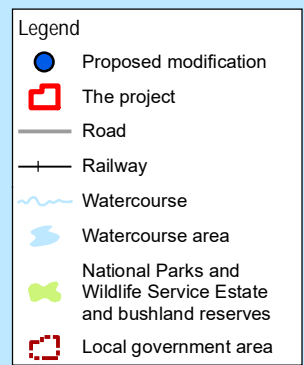 Legend
Proposed modification
The project
Road
Railway
Watercourse
Watercourse area
National Parks and
Wildlife Service Estate
and bushland reserves
Local government area